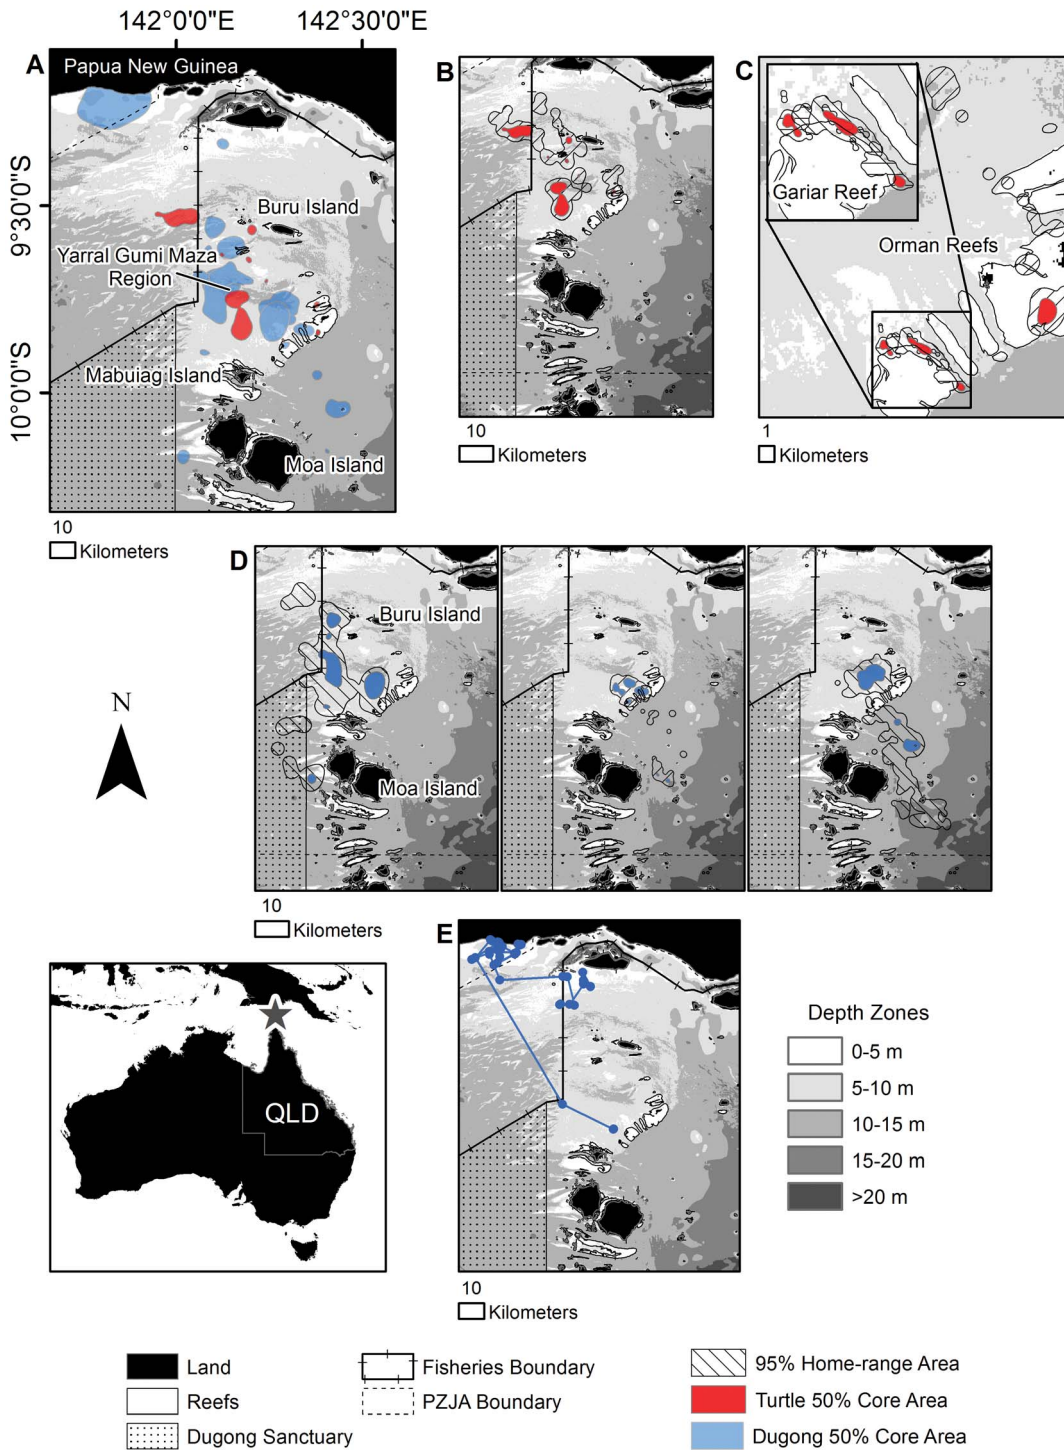 142°0'0"E
142°30'0"E
A
Papua New Guinea
9°30'0"S
Buru Island
Yarral Gumi Maza
Region
Mabuiag Island
10°0'0"S
Moa Island
10
Kilometers
B
10
Kilometers
C
Gariar Reef
Orman Reefs
1
Kilometers
D
Buru Island
Moa Island
10
Kilometers
N
QLD
E
10
Kilometers
Depth Zones
0-5 m
5-10 m
10-15 m
15-20 m
>20 m
Land
Reefs
Dugong Sanctuary
Fisheries Boundary
PZJA Boundary
95% Home-range Area
Turtle 50% Core Area
Dugong 50% Core Area